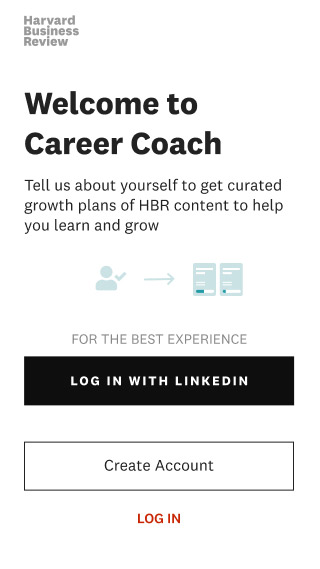 Harvard
Business
Review
Welcome to
Career Coach
Tell us about yourself to get curated
growth plans of HBR content to help
you learn and grow
FOR THE BEST EXPERIENCE
LOG IN WITH LINKEDIN
Create Account
LOG IN